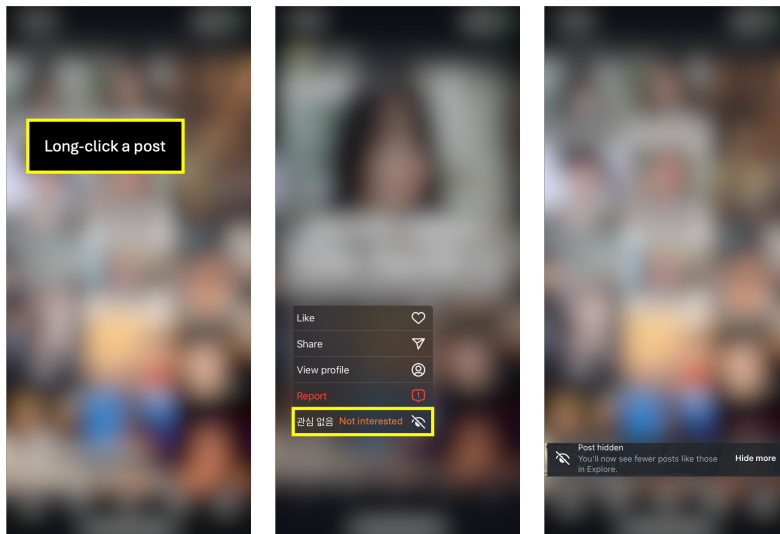 Long-click a post
Like
Share
View profile
Report
관심 없음 Not interested
Post hidden
You'll now see fewer posts like those
in Explore.
Hide more